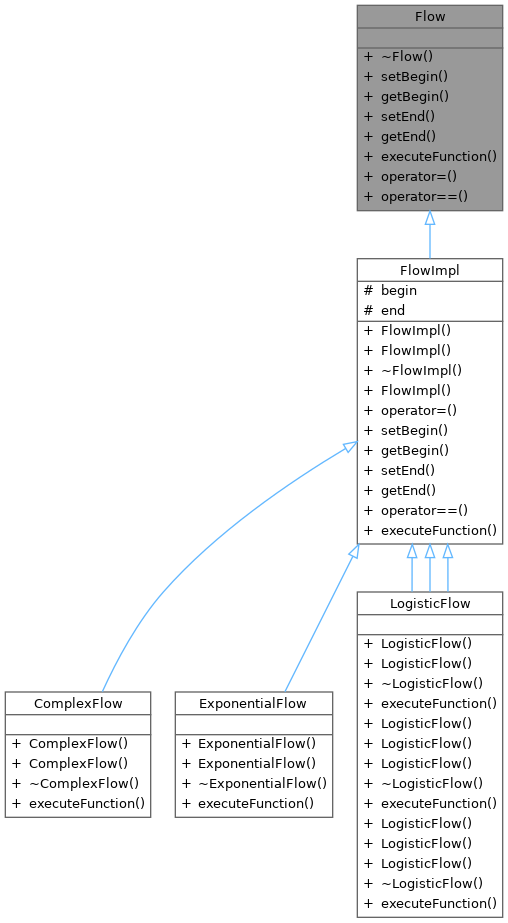 Flow
+ ~Flow()
+ setBegin()
+ getBegin()
+ setEnd()
+ getEnd()
+ executeFunction()
+ operator=()
+ operator==()
FlowImpl
# begin
# end
+ FlowImpl()
+ FlowImpl()
+ ~FlowImpl()
+ FlowImpl()
+ operator=()
+ setBegin()
+ getBegin()
+ setEnd()
+ getEnd()
+ operator==()
+ executeFunction()
ComplexFlow
+ ComplexFlow()
+ ComplexFlow()
+ ~ComplexFlow()
+ executeFunction()
ExponentialFlow
+ ExponentialFlow()
+ ExponentialFlow()
+ ~ExponentialFlow()
+ executeFunction()
LogisticFlow
+ LogisticFlow()
+ LogisticFlow()
+ ~LogisticFlow()
+ executeFunction()
+ LogisticFlow()
+ LogisticFlow()
+ LogisticFlow()
+ ~LogisticFlow()
+ executeFunction()
+ LogisticFlow()
+ LogisticFlow()
+ LogisticFlow()
+ ~LogisticFlow()
+ executeFunction()